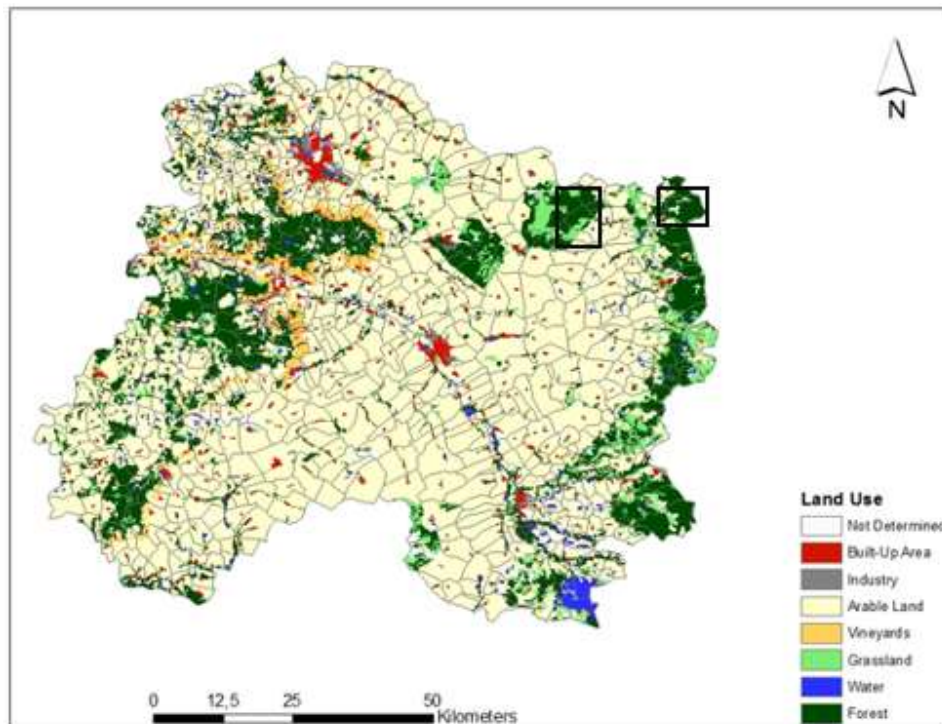 N
Land Use
Not Determined
Built-Up Area
Industry
Arable Land
Vineyards
Grassland
Water
Forest
0 12,5 25 50
Kilometers